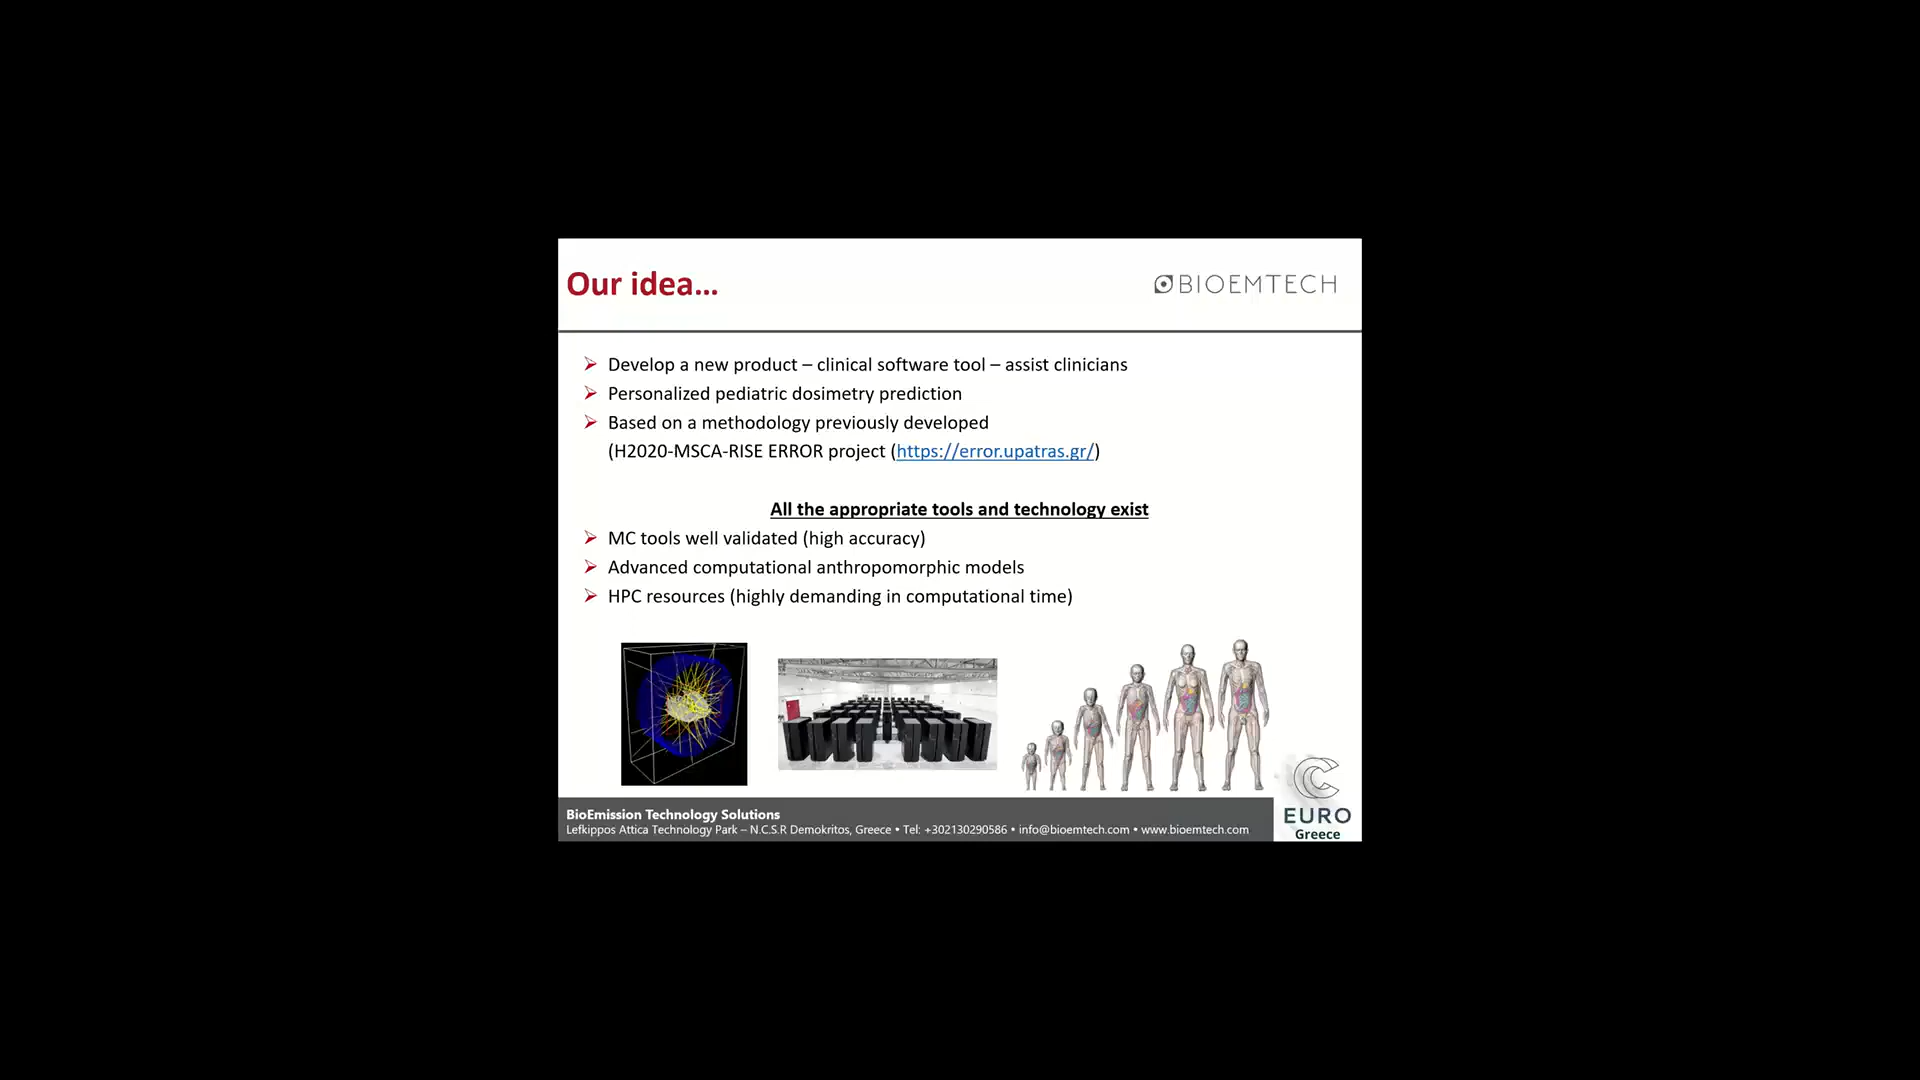 Our idea...
BIOEMTECH
Develop a new product – clinical software tool – assist clinicians
Personalized pediatric dosimetry prediction
Based on a methodology previously developed
(H2020-MSCA-RISE ERROR project (https://error.upatras.gr/)
All the appropriate tools and technology exist
MC tools well validated (high accuracy)
Advanced computational anthropomorphic models
HPC resources (highly demanding in computational time)
BioEmission Technology Solutions
Lefkippos Attica Technology Park – N.C.S.R Demokritos, Greece • Tel: +302130290586 • info@bioemtech.com • www.bioemtech.com
EURO
Greece